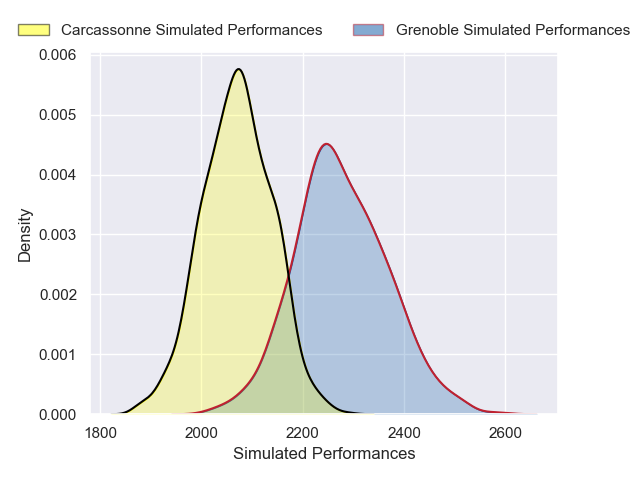 Carcassonne Simulated Performances Grenoble Simulated Performances
0.006
0.005
0.004
0.003
0.002
0.001
0.000
Density
1800 2000 2200 2400 2600
Simulated Performances